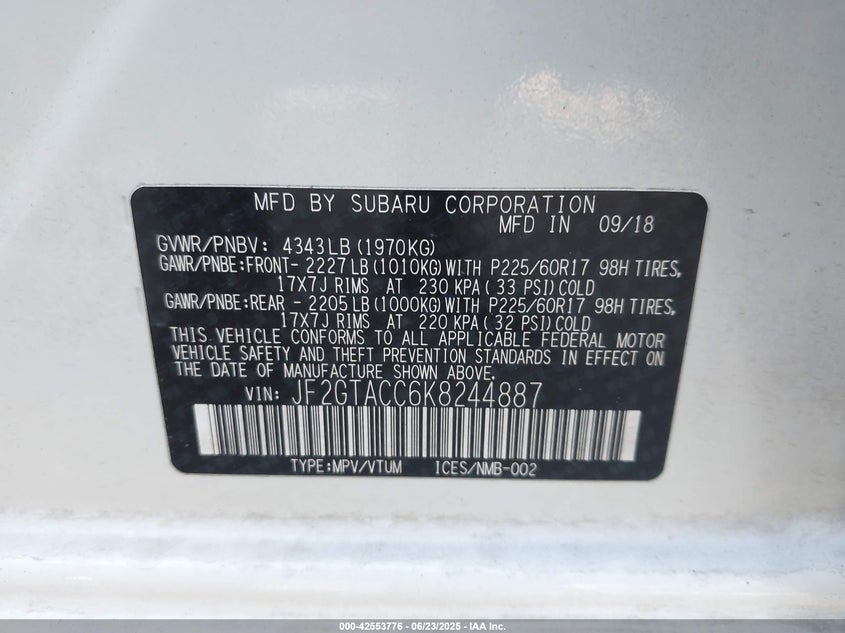 MFD BY SUBARU CORPORATION
MFD IN 09/18
GVWR/PNBV: 4343LB (1970KG)
GAWR/PNBE:FRONT- 2227LB(1010KG)WITH P225/60R17 98H TIRES,
17X7J RIMS AT 230 KPA( 33 PSI)COLD
GAWR/PNBE:REAR - 2205LB(1000KG)WITH P225/60R17 98H TIRES,
17X7J RIMS AT 220 KPA( 32 PSI)COLD
THIS VEHICLE CONFORMS TO ALL APPLICABLE FEDERAL MOTOR
VEHICLE SAFETY AND THEFT PREVENTION STANDARDS IN EFFECT ON
THE DATE OF MANUFACTURE SHOWN ABOVE.
VIN: JF2GTACC6K8244887
TYPE:MPV/VTUM ICES/NMB-002
000-42553776 - 06/23/2025 - IAA Inc.